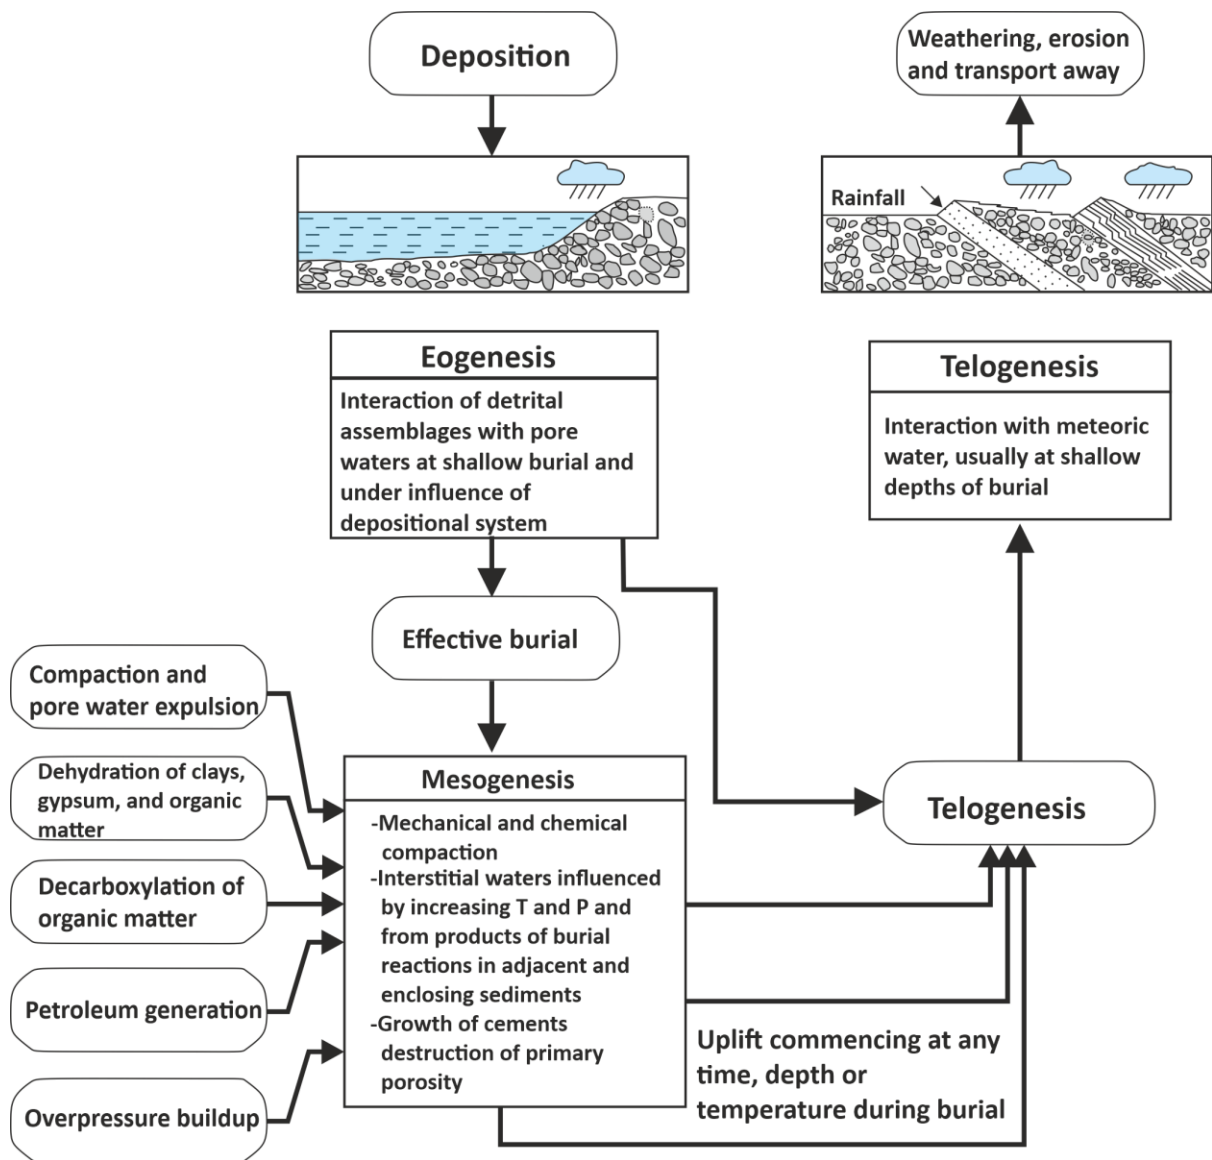 Deposition
Weathering, erosion
and transport away
Rainfall
Eogenesis
Interaction of detrital
assemblages with pore
waters at shallow burial and
under influence of
depositional system
Telogenesis
Interaction with meteoric
water, usually at shallow
depths of burial
Effective burial
Compaction and
pore water expulsion
Dehydration of clays,
gypsum, and organic
matter
Decarboxylation of
organic matter
Petroleum generation
Overpressure buildup
Mesogenesis
-Mechanical and chemical
compaction
-Interstitial waters influenced
by increasing T and P and
from products of burial
reactions in adjacent and
enclosing sediments
-Growth of cements
destruction of primary
porosity
Telogenesis
Uplift commencing at any
time, depth or
temperature during burial